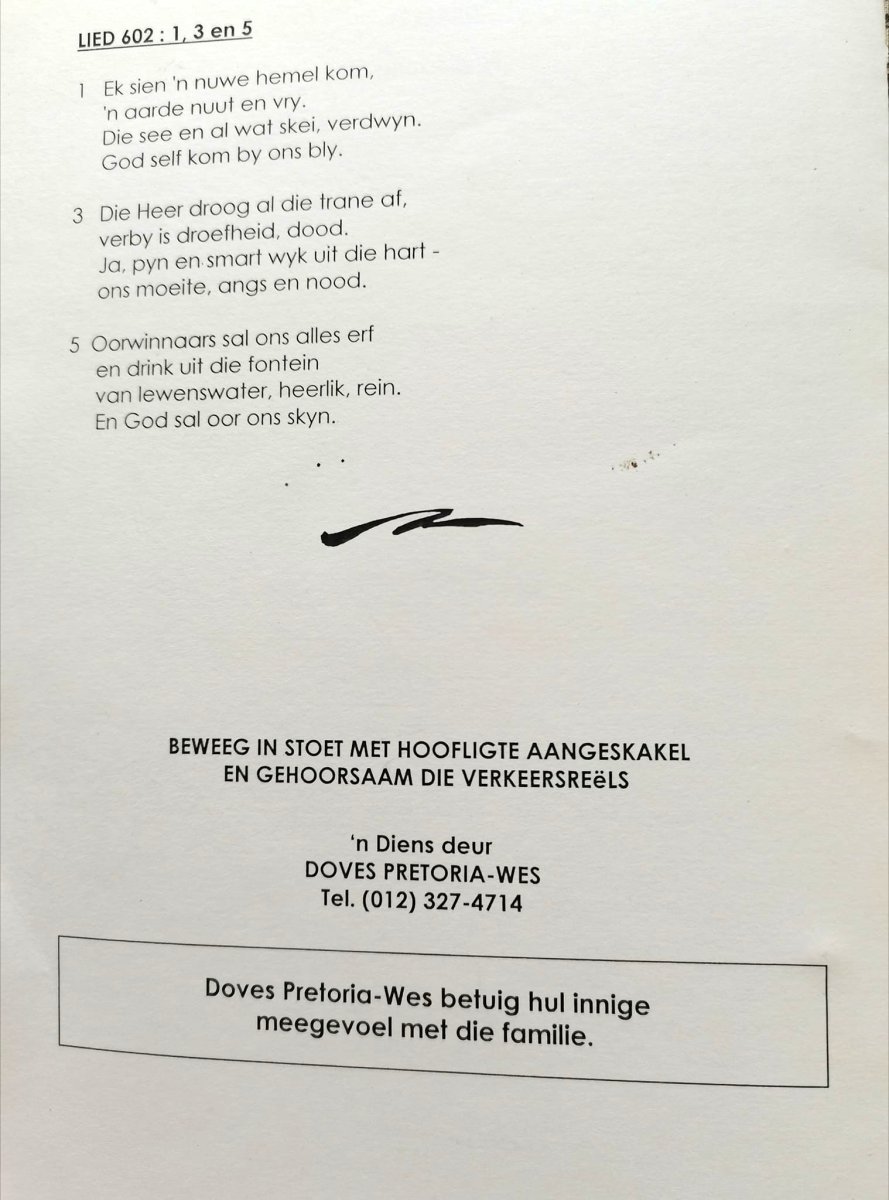 LIED 602 : 1, 3 en 5
1 Ek sien 'n nuwe hemel kom,
'n aarde nuut en vry.
Die see en al wat skei, verdwyn.
God self kom by ons bly.
3 Die Heer droog al die trane af,
verby is droefheid, dood.
Ja, pyn en smart wyk uit die hart -
ons moeite, angs en nood.
5 Oorwinnaars sal ons alles erf
en drink uit die fontein
van lewenswater, heerlik, rein.
En God sal oor ons skyn.
BEWEEG IN STOET MET HOOFLIGTE AANGESKAKEL
EN GEHOORSAAM DIE VERKEERSREëLS
'n Diens deur
DOVES PRETORIA-WES
Tel. (012) 327-4714
Doves Pretoria-Wes betuig hul innige
meegevoel met die familie.